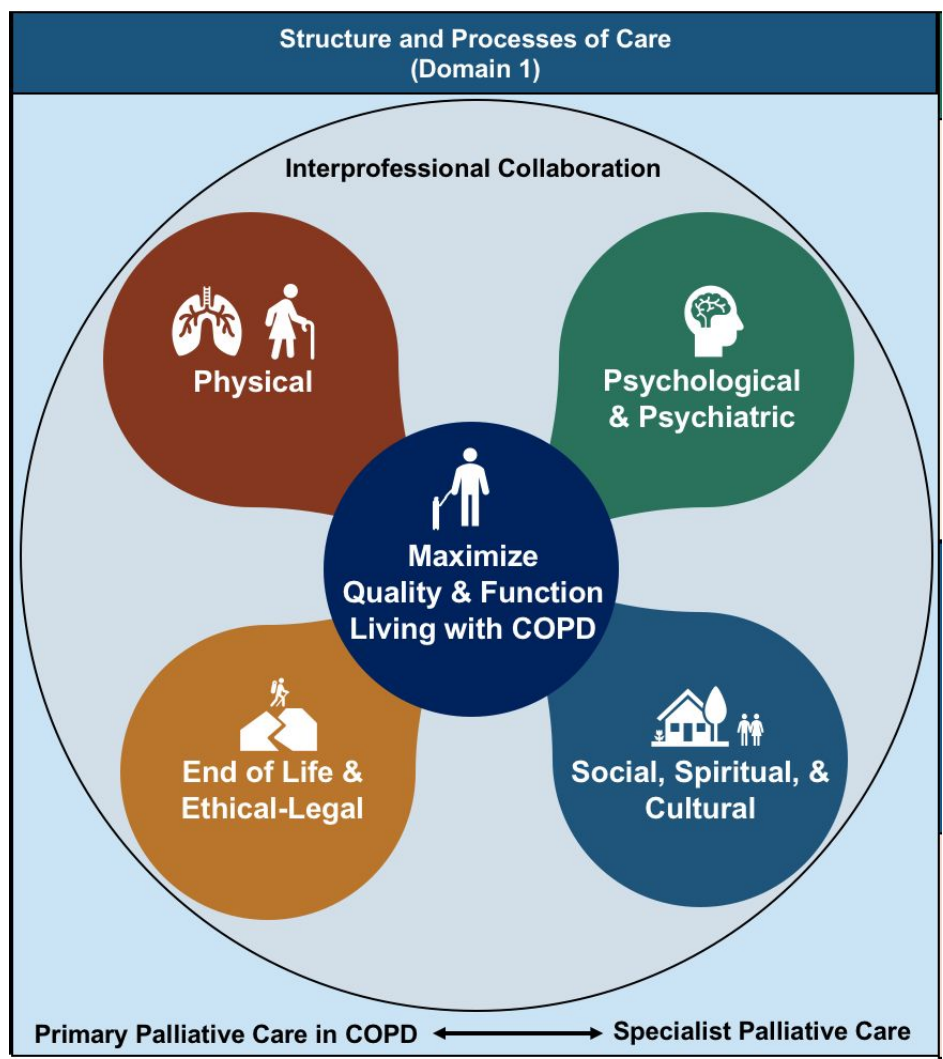 Structure and Processes of Care
(Domain 1)
Interprofessional Collaboration
Physical
Psychological
& Psychiatric
Maximize
Quality & Function
Living with COPD
End of Life &
Ethical-Legal
Social, Spiritual, &
Cultural
Primary Palliative Care in COPD
Specialist Palliative Care